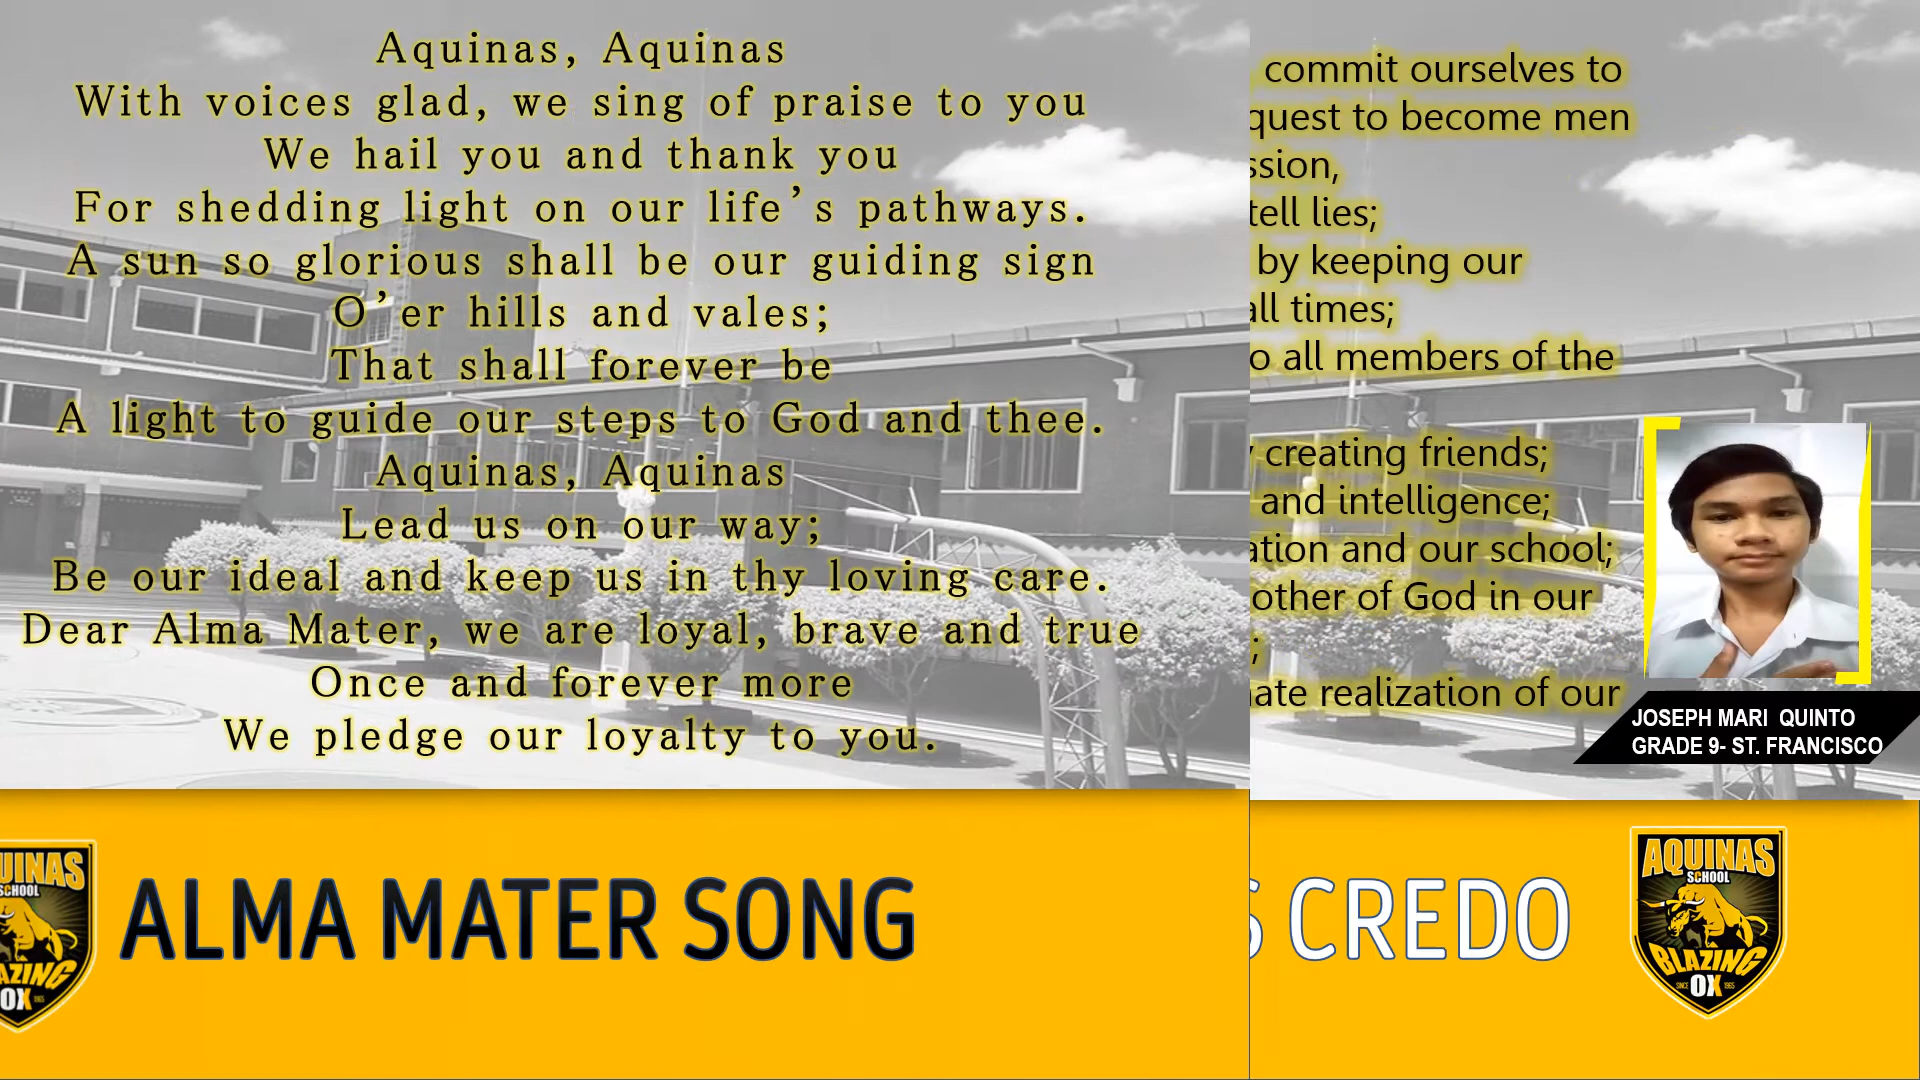 Aquinas, Aquinas
With voices glad, we sing of praise to you
We hail you and thank you
For shedding light on our life's pathways.
A sun so glorious shall be our guiding sign
O'er hills and vales;
That shall forever be
A light to guide our steps to God and thee.
Aquinas, Aquinas
Lead us on our way;
Be our ideal and keep us in thy loving care.
Dear Alma Mater, we are loyal, brave and true
Once and forever more
We pledge our loyalty to you.
ALMA MATER SONG
SCHOOL
OX
commit ourselves to
quest to become men
tell lies;
by keeping our
all times;
all members of the
creating friends;
and intelligence;
and our school;
of God in our
realization of our
JOSEPH MARI QUINTO
GRADE 9- ST. FRANCISCO
CREDO
AQUINAS
SCHOOL
BLAZING
SINCE OX 1965